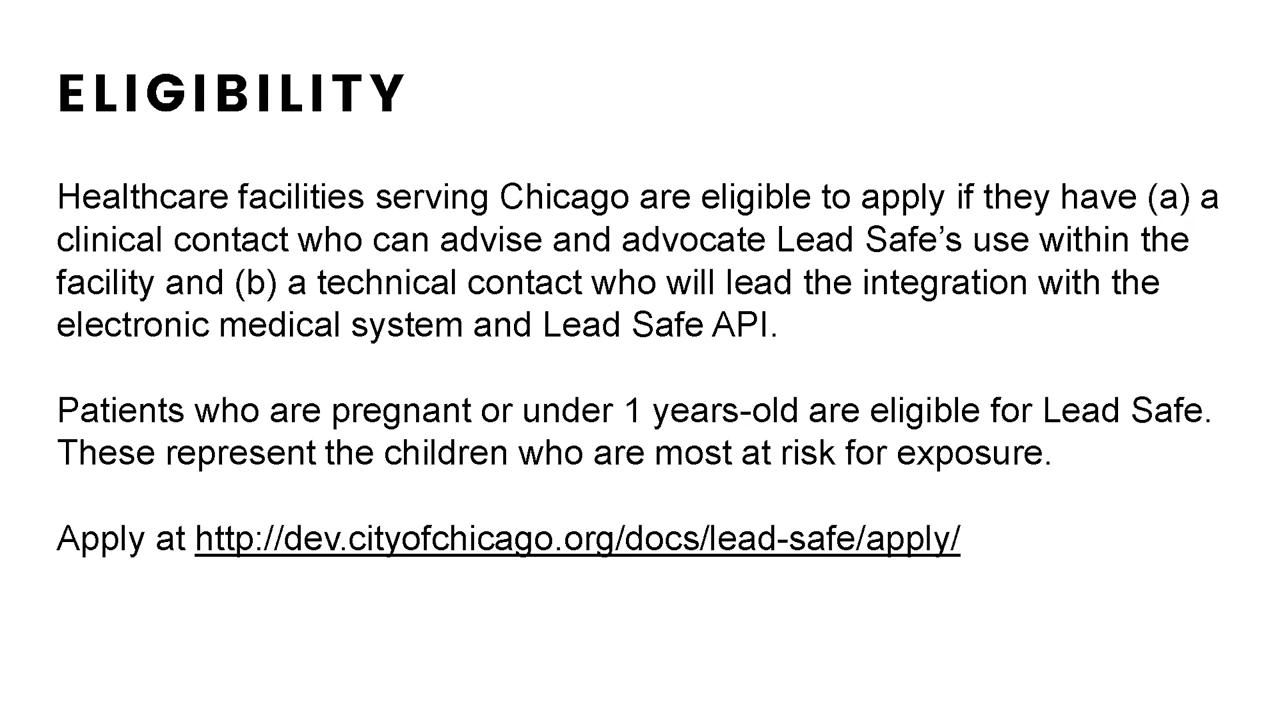 ELIGIBILITY
Healthcare facilities serving Chicago are eligible to apply if they have (a) a
clinical contact who can advise and advocate Lead Safe’s use within the
facility and (b) a technical contact who will lead the integration with the
electronic medical system and Lead Safe API.
Patients who are pregnant or under 1 years-old are eligible for Lead Safe.
These represent the children who are most at risk for exposure.
Apply at http://dev.cityofchicago.org/docs/lead-safe/apply/